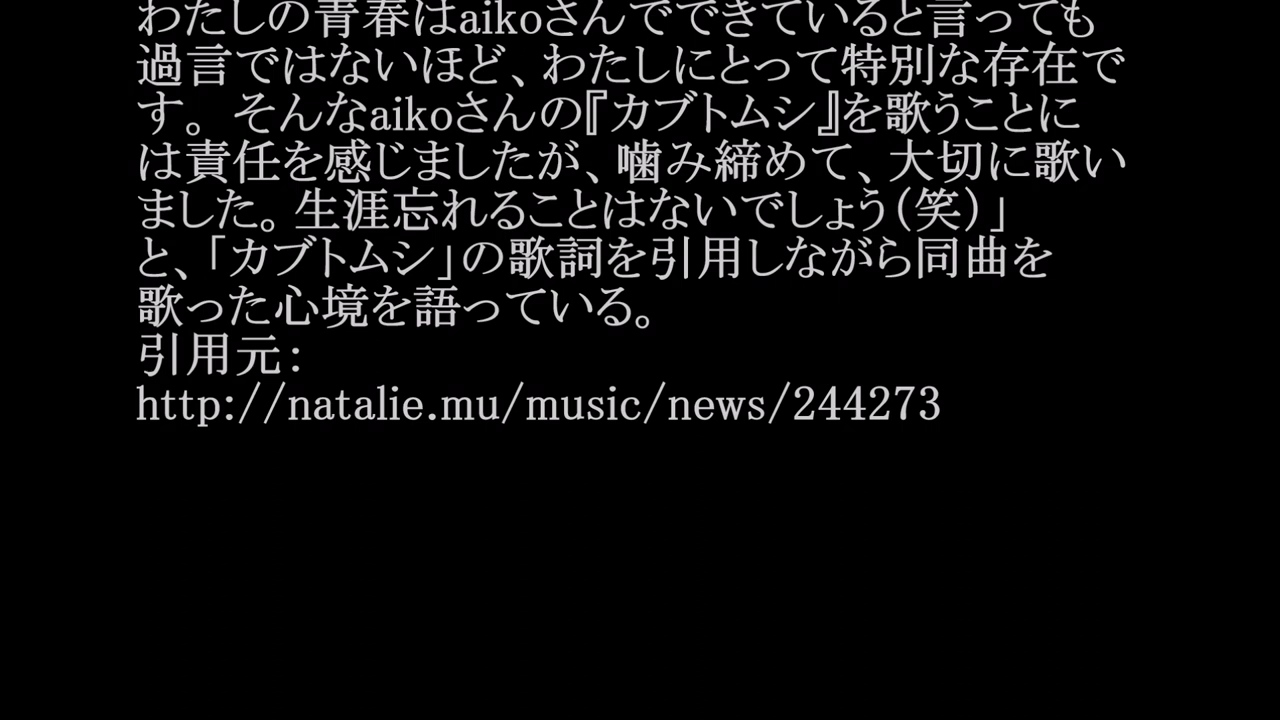 わたしの青春はaikoさんでできていると言っても
過言ではないほど、わたしにとって特別な存在で
す。そんなaikoさんの『カブトムシ』を歌うことに
は責任を感じましたが、噛み締めて、大切に歌い
ました。生涯忘れることはないでしょう(笑)」
と、「カブトムシ」の歌詞を引用しながら同曲を
歌った心境を語っている。
引用元:
http://natalie.mu/music/news/244273